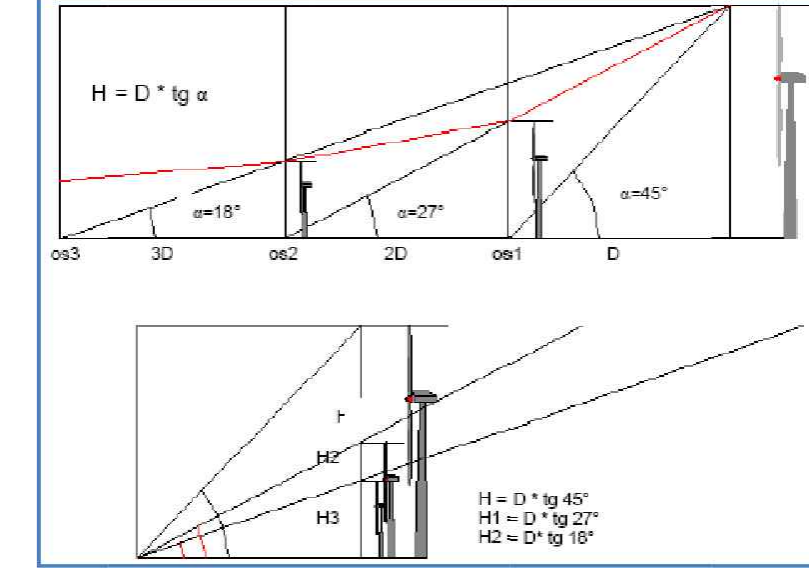 H = D * tg α
α=18°
α=27°
α=45°
os3
3D
os2
2D
os1
D
H2
H3
H = D * tg 45°
H1 = D* tg 27°
H2 = D* tg 18°